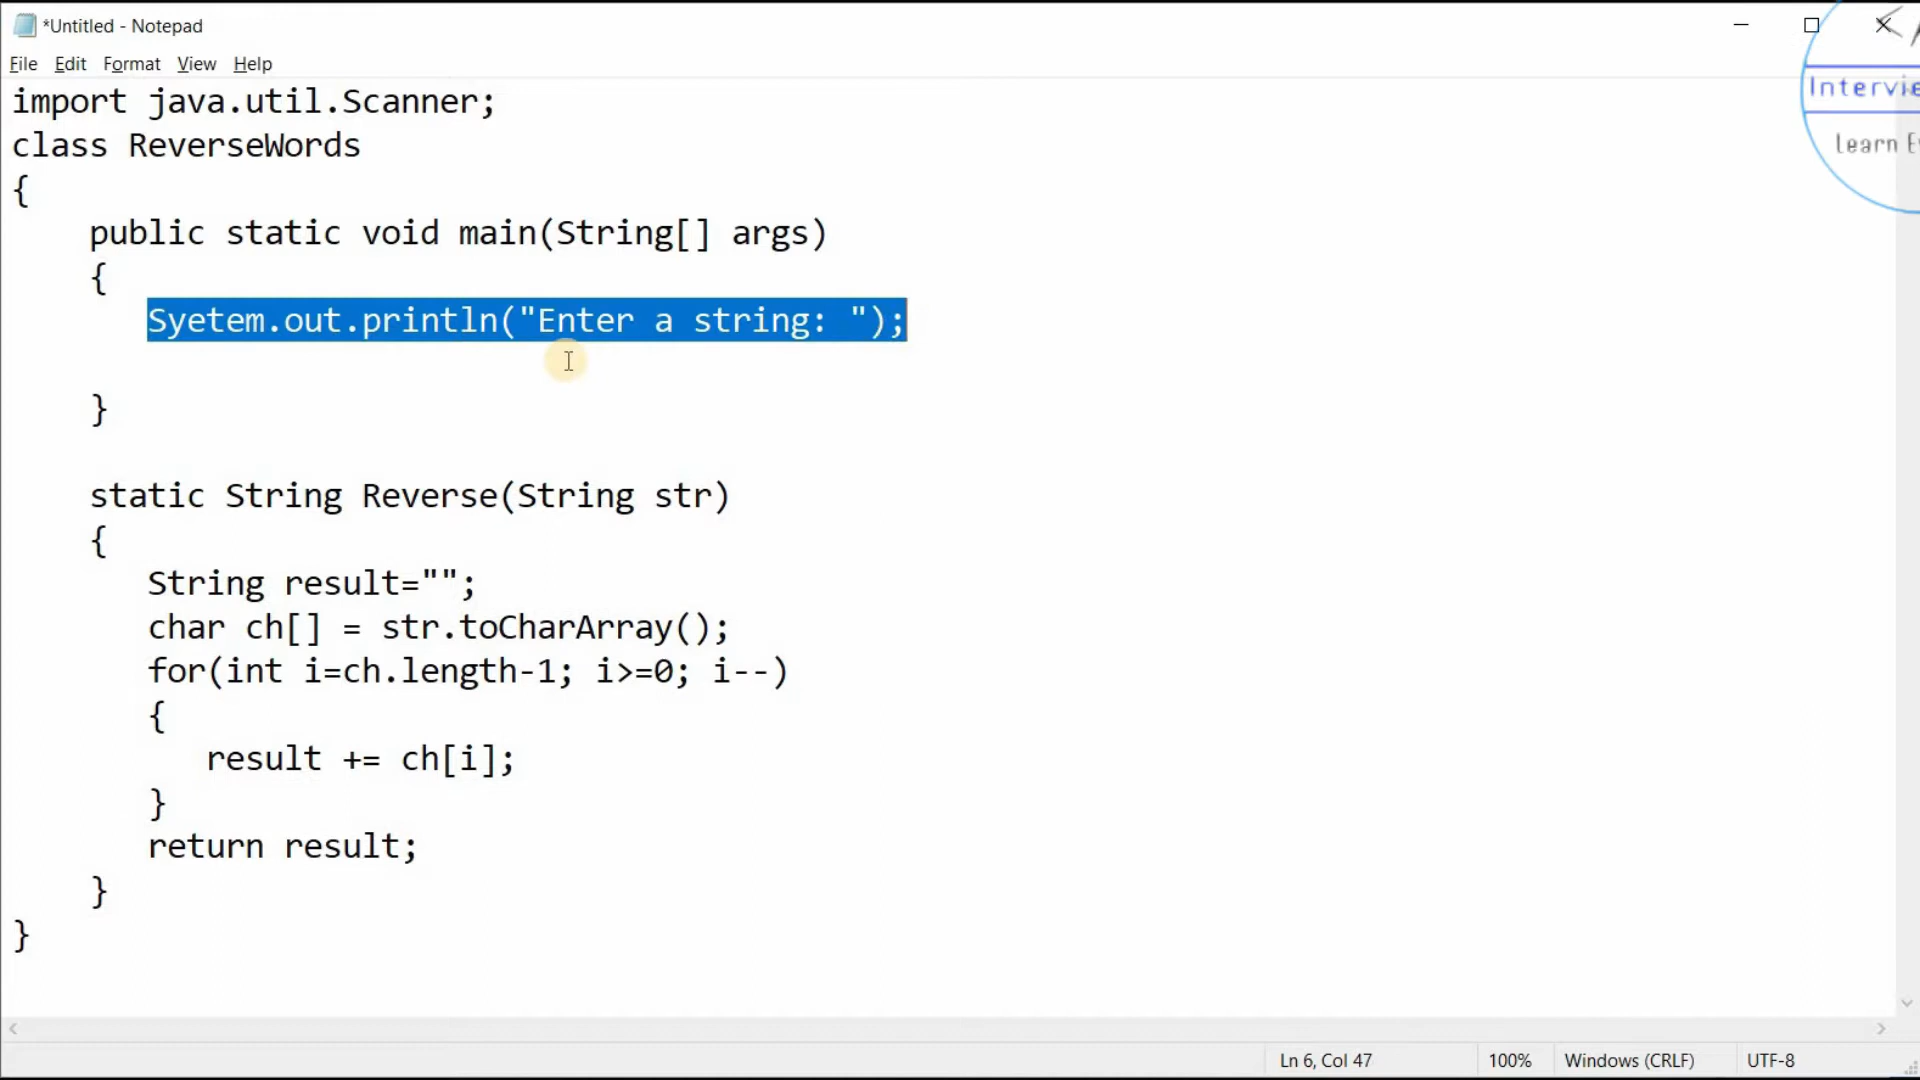 *Untitled - Notepad
File Edit Format View Help
import java.util.Scanner;
class ReverseWords
{
    public static void main(String[] args)
    {
       Syetem.out.println("Enter a string: ");
    }
    static String Reverse(String str)
    {
       String result="";
       char ch[] = str.toCharArray();
       for(int i=ch.length-1; i>=0; i--)
       {
          result += ch[i];
       }
       return result;
    }
}
Intervie
Learn E
Ln 6, Col 47
100%
Windows (CRLF)
UTF-8